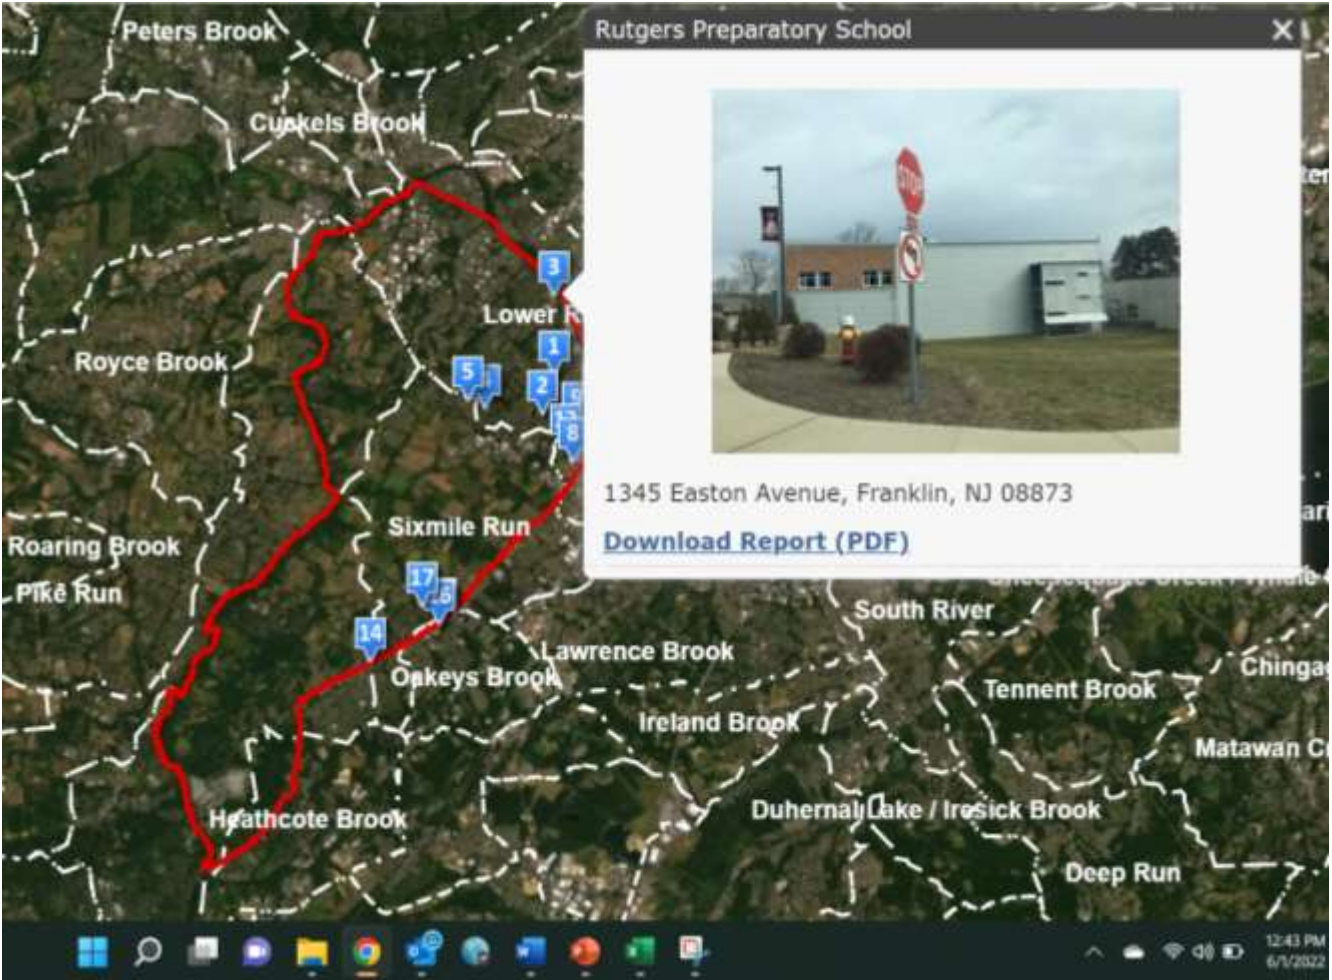 Rutgers Preparatory School
Peters Brook
Cuckels Brook
STOP
3
Lower
Royce Brook
1
5
2
8
1345 Easton Avenue, Franklin, NJ 08873
Download Report (PDF)
Sixmile Run
Roaring Brook
Pike Run
17
14
South River
Lawrence Brook
Oakeys Brook
Chingaq
Tennent Brook
Ireland Brook
Matawan
Heathcote Brook
Duhernal Lake / Iresick Brook
Deep Run
12:43 PM
6/1/2022